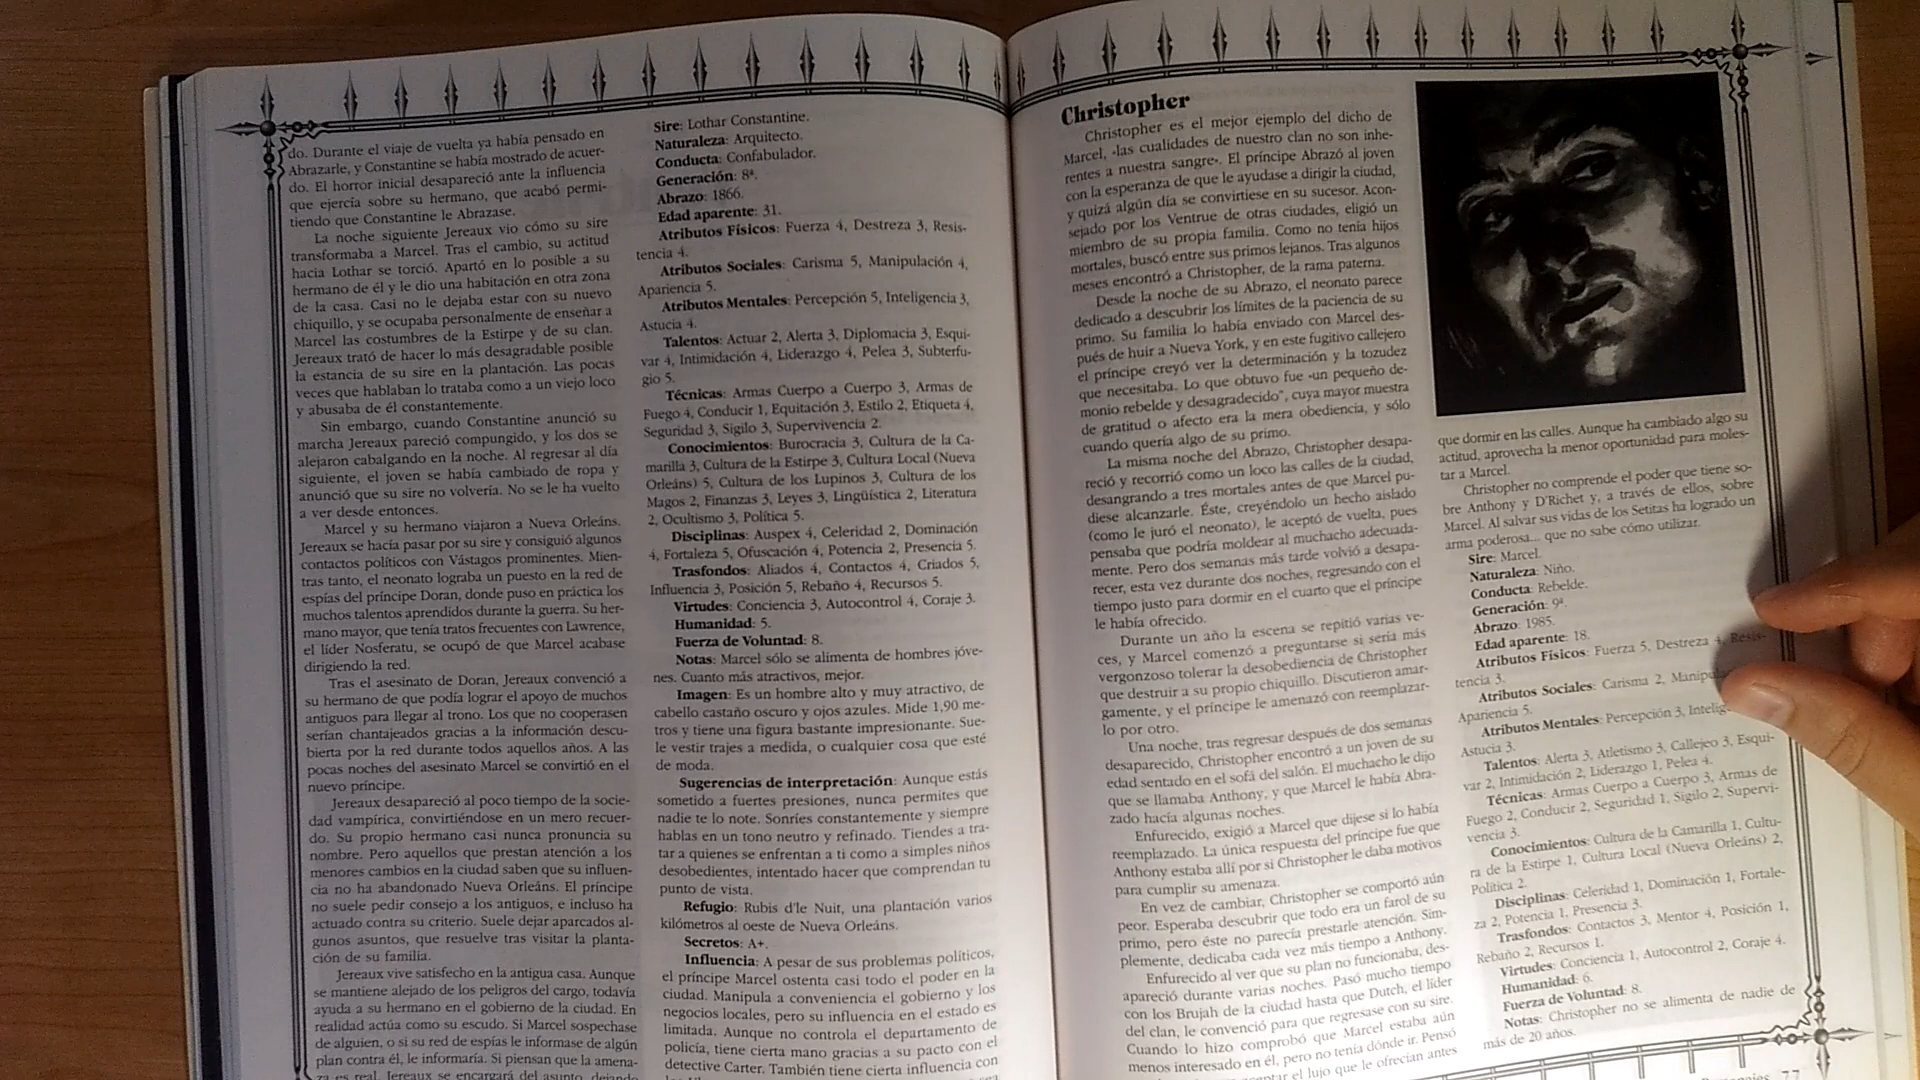 do. Durante el viaje de vuelta ya había pensado en
Abrazarle, y Constantine se había mostrado de acuer-
do. El horror inicial desapareció ante la influencia
que ejercía sobre su hermano, que acabó permi-
tiendo que Constantine le Abrazase.
La noche siguiente Jereaux vio cómo su sire
transformaba a Marcel. Tras el cambio, su actitud
hacia Lothar se torció. Apartó en lo posible a su
hermano de él y le dio una habitación en otra zona
de la casa. Casi no le dejaba estar con su nuevo
chiquillo, y se ocupaba personalmente de enseñar a
Marcel las costumbres de la Estirpe y de su clan.
Jereaux trató de hacer lo más desagradable posible
la estancia de su sire en la plantación. Las pocas
veces que hablaban lo trataba como a un viejo loco
y abusaba de él constantemente.
Sin embargo, cuando Constantine anunció su
marcha Jereaux pareció compungido, y los dos se
alejaron cabalgando en la noche. Al regresar al día
siguiente, el joven se había cambiado de ropa y
anunció que su sire no volvería. No se le ha vuelto
a ver desde entonces.
Marcel y su hermano viajaron a Nueva Orleáns.
Jereaux se hacía pasar por su sire y consiguió algunos
contactos políticos con Vástagos prominentes. Mien-
tras tanto, el neonato lograba un puesto en la red de
espías del príncipe Doran, donde puso en práctica los
muchos talentos aprendidos durante la guerra. Su her-
mano mayor, que tenía tratos frecuentes con Lawrence,
el líder Nosferatu, se ocupó de que Marcel acabase
dirigiendo la red.
Tras el asesinato de Doran, Jereaux convenció a
su hermano de que podía lograr el apoyo de muchos
antiguos para llegar al trono. Los que no cooperasen
serían chantajeados gracias a la información descu-
bierta por la red durante todos aquellos años. A las
pocas noches del asesinato Marcel se convirtió en el
nuevo príncipe.
Jereaux desapareció al poco tiempo de la socie-
dad vampírica, convirtiéndose en un mero recuer-
do. Su propio hermano casi nunca pronuncia su
nombre. Pero aquellos que prestan atención a los
menores cambios en la ciudad saben que su influen-
cia no ha abandonado Nueva Orleáns. El príncipe
no suele pedir consejo a los antiguos, e incluso ha
actuado contra su criterio. Suele dejar aparcados al-
gunos asuntos, que resuelve tras visitar la planta-
ción de su familia.
Jereaux vive satisfecho en la antigua casa. Aunque
se mantiene alejado de los peligros del cargo, todavía
ayuda a su hermano en el gobierno de la ciudad. En
realidad actúa como su escudo. Si Marcel sospechase
de alguien, o si su red de espías le informase de algún
plan contra él, le informaría. Si piensan que la amena-
za es real, Jereaux se encargará del asunto, dejando
Sire: Lothar Constantine.
Naturaleza: Arquitecto.
Conducta: Confabulador.
Generación: 8ª.
Abrazo: 1866.
Edad aparente: 31.
Atributos Físicos: Fuerza 4, Destreza 3, Resis-
tencia 4.
Atributos Sociales: Carisma 5, Manipulación 4,
Apariencia 5.
Atributos Mentales: Percepción 5, Inteligencia 3,
Astucia 4.
Talentos: Actuar 2, Alerta 3, Diplomacia 3, Esqui-
var 4, Intimidación 4, Liderazgo 4, Pelea 3, Subterfu-
gio 5.
Técnicas: Armas Cuerpo a Cuerpo 3, Armas de
Fuego 4, Conducir 1, Equitación 3, Estilo 2, Etiqueta 4,
Seguridad 3, Sigilo 3, Supervivencia 2.
Conocimientos: Burocracia 3, Cultura de la Ca-
marilla 3, Cultura de la Estirpe 3, Cultura Local (Nueva
Orleáns) 5, Cultura de los Lupinos 3, Cultura de los
Magos 2, Finanzas 3, Leyes 3, Lingüística 2, Literatura
2, Ocultismo 3, Política 5.
Disciplinas: Auspex 4, Celeridad 2, Dominación
4, Fortaleza 5, Ofuscación 4, Potencia 2, Presencia 5.
Trasfondos: Aliados 4, Contactos 4, Criados 5,
Influencia 3, Posición 5, Rebaño 4, Recursos 5.
Virtudes: Conciencia 3, Autocontrol 4, Coraje 3.
Humanidad: 5.
Fuerza de Voluntad: 8.
Notas: Marcel sólo se alimenta de hombres jóve-
nes. Cuanto más atractivos, mejor.
Imagen: Es un hombre alto y muy atractivo, de
cabello castaño oscuro y ojos azules. Mide 1,90 me-
tros y tiene una figura bastante impresionante. Sue-
le vestir trajes a medida, o cualquier cosa que esté
de moda.
Sugerencias de interpretación: Aunque estás
sometido a fuertes presiones, nunca permites que
nadie te lo note. Sonríes constantemente y siempre
hablas en un tono neutro y refinado. Tiendes a tra-
tar a quienes se enfrentan a ti como a simples niños
desobedientes, intentado hacer que comprendan tu
punto de vista.
Refugio: Rubis d'le Nuit, una plantación varios
kilómetros al oeste de Nueva Orleáns.
Secretos: A+.
Influencia: A pesar de sus problemas políticos,
el príncipe Marcel ostenta casi todo el poder en la
ciudad. Manipula a conveniencia el gobierno y los
negocios locales, pero su influencia en el estado es
limitada. Aunque no controla el departamento de
policía, tiene cierta mano gracias a su pacto con el
detective Carter. También tiene cierta influencia con
Christopher
Christopher es el mejor ejemplo del dicho de
Marcel, «las cualidades de nuestro clan no son inhe-
rentes a nuestra sangre». El príncipe Abrazó al joven
con la esperanza de que le ayudase a dirigir la ciudad,
y quizá algún día se convirtiese en su sucesor. Acon-
sejado por los Ventrue de otras ciudades, eligió un
miembro de su propia familia. Como no tenía hijos
mortales, buscó entre sus primos lejanos. Tras algunos
meses encontró a Christopher, de la rama paterna.
Desde la noche de su Abrazo, el neonato parece
dedicado a descubrir los límites de la paciencia de su
primo. Su familia lo había enviado con Marcel des-
pués de huir a Nueva York, y en este fugitivo callejero
el príncipe creyó ver la determinación y la tozudez
que necesitaba. Lo que obtuvo fue «un pequeño de-
monio rebelde y desagradecido", cuya mayor muestra
de gratitud o afecto era la mera obediencia, y sólo
cuando quería algo de su primo.
La misma noche del Abrazo, Christopher desapa-
reció y recorrió como un loco las calles de la ciudad,
desangrando a tres mortales antes de que Marcel pu-
diese alcanzarle. Éste, creyéndolo un hecho aislado
(como le juró el neonato), le aceptó de vuelta, pues
pensaba que podría moldear al muchacho adecuada-
mente. Pero dos semanas más tarde volvió a desapa-
recer, esta vez durante dos noches, regresando con el
tiempo justo para dormir en el cuarto que el príncipe
le había ofrecido.
Durante un año la escena se repitió varias ve-
ces, y Marcel comenzó a preguntarse si sería más
vergonzoso tolerar la desobediencia de Christopher
que destruir a su propio chiquillo. Discutieron amar-
gamente, y el príncipe le amenazó con reemplazar-
lo por otro.
Una noche, tras regresar después de dos semanas
desaparecido, Christopher encontró a un joven de su
edad sentado en el sofá del salón. El muchacho le dijo
que se llamaba Anthony, y que Marcel le había Abra-
zado hacía algunas noches.
Enfurecido, exigió a Marcel que dijese si lo había
reemplazado. La única respuesta del príncipe fue que
Anthony estaba allí por si Christopher le daba motivos
para cumplir su amenaza.
En vez de cambiar, Christopher se comportó aún
peor. Esperaba descubrir que todo era un farol de su
primo, pero éste no parecía prestarle atención. Sim-
plemente, dedicaba cada vez más tiempo a Anthony.
Enfurecido al ver que su plan no funcionaba, des-
apareció durante varias noches. Pasó mucho tiempo
con los Brujah de la ciudad hasta que Dutch, el líder
del clan, le convenció para que regresase con su sire.
Cuando lo hizo comprobó que Marcel estaba aún
menos interesado en él, pero no tenía dónde ir. Pensó
el lujo que le ofrecían antes
que dormir en las calles. Aunque ha cambiado algo su
actitud, aprovecha la menor oportunidad para moles-
tar a Marcel.
Christopher no comprende el poder que tiene so-
bre Anthony y D'Richet y, a través de ellos, sobre
Marcel. Al salvar sus vidas de los Setitas ha logrado un
arma poderosa... que no sabe cómo utilizar.
Sire: Marcel.
Naturaleza: Niño.
Conducta: Rebelde.
Generación: 9ª.
Abrazo: 1985.
Edad aparente: 18.
Atributos Físicos: Fuerza 5, Destreza 4, Resis-
tencia 3.
Atributos Sociales: Carisma 2,
Apariencia 5.
Atributos Mentales: Percepción 3,
Astucia 3.
Talentos: Alerta 3, Atletismo 3, Callejeo 3, Esqui-
var 2, Intimidación 2, Liderazgo 1, Pelea 4.
Técnicas: Armas Cuerpo a Cuerpo 3, Armas de
Fuego 2, Conducir 2, Seguridad 1, Sigilo 2, Supervi-
vencia 3.
Conocimientos: Cultura de la Camarilla 1, Cultu-
ra de la Estirpe 1, Cultura Local (Nueva Orleáns) 2,
Política 2.
Disciplinas: Celeridad 1, Dominación 1, Fortale-
za 2, Potencia 1, Presencia 3.
Trasfondos: Contactos 3, Mentor 4, Posición 1,
Rebaño 2, Recursos 1.
Virtudes: Conciencia 1, Autocontrol 2, Coraje 4.
Humanidad: 6.
Fuerza de Voluntad: 8.
Notas: Christopher no se alimenta de nadie de
más de 20 años.
77